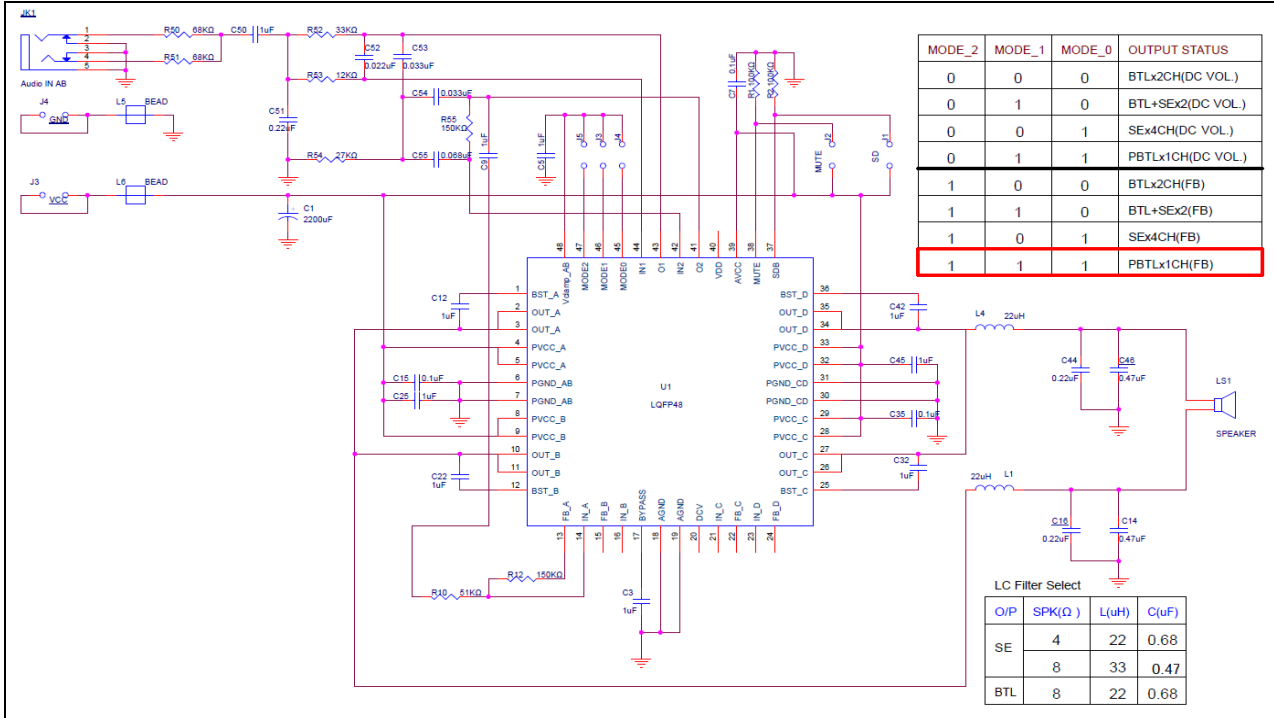 JK1
1
2
3
4
5
Audio IN AB
R50 68KΩ
R51 68KΩ
C50 1uF
R52 33KΩ
C52
0.022uF
C53
0.033uF
R53 12KΩ
C54 0.033uF
R55
150KΩ
C51
0.22uF
R54 27KΩ
C55 0.068uF
C9 1uF
J4
GND
L5 BEAD
J3
VCC
L6 BEAD
C1
2200uF
C5 1uF
J5
J3
J4
C7 0.1uF
R1 100KΩ
R2 100KΩ
MUTE J2
SD J1
MODE_2 MODE_1 MODE_0 OUTPUT STATUS
0 0 0 BTLx2CH(DC VOL.)
0 1 0 BTL+SEx2(DC VOL.)
0 0 1 SEx4CH(DC VOL.)
0 1 1 PBTLx1CH(DC VOL.)
1 0 0 BTLx2CH(FB)
1 1 0 BTL+SEx2(FB)
1 0 1 SEx4CH(FB)
1 1 1 PBTLx1CH(FB)
48 47 46 45 44 43 42 41 40 39 38 37
Vclamp_AB MODE2 MODE1 MODE0 IN1 O1 IN2 O2 VDD AVCC MUTE SDB
1 BST_A
2 OUT_A
3 OUT_A
4 PVCC_A
5 PVCC_A
6 PGND_AB
7 PGND_AB
8 PVCC_B
9 PVCC_B
10 OUT_B
11 OUT_B
12 BST_B
U1
LQFP48
BST_D 36
OUT_D 35
OUT_D 34
PVCC_D 33
PVCC_D 32
PGND_CD 31
PGND_CD 30
PVCC_C 29
PVCC_C 28
OUT_C 27
OUT_C 26
BST_C 25
FB_A IN_A FB_B IN_B BYPASS AGND AGND DCV IN_C FB_C IN_D FB_D
13 14 15 16 17 18 19 20 21 22 23 24
C12
1uF
C15 0.1uF
C25 1uF
C22
1uF
C42
1uF
C45 1uF
C35 0.1uF
C32
1uF
L4 22uH
C44
0.22uF
C46
0.47uF
LS1
SPEAKER
22uH L1
C16
0.22uF
C14
0.47uF
R12 150KΩ
R10 51KΩ
C3
1uF
LC Filter Select
O/P SPK(Ω ) L(uH) C(uF)
SE 4 22 0.68
8 33 0.47
BTL 8 22 0.68